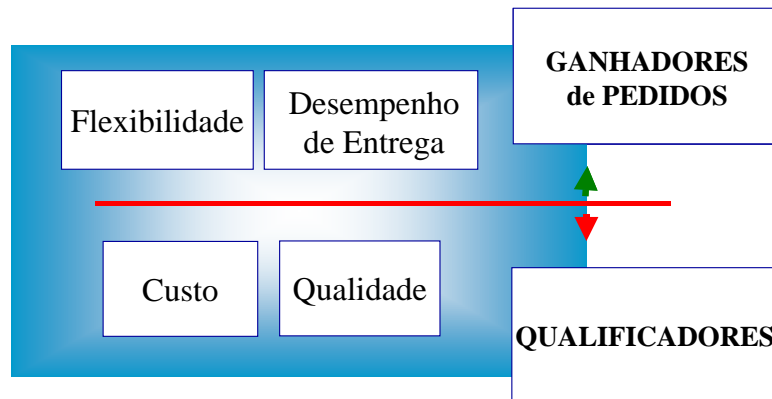 GANHADORES
de PEDIDOS
Flexibilidade
Desempenho
de Entrega
Custo
Qualidade
QUALIFICADORES